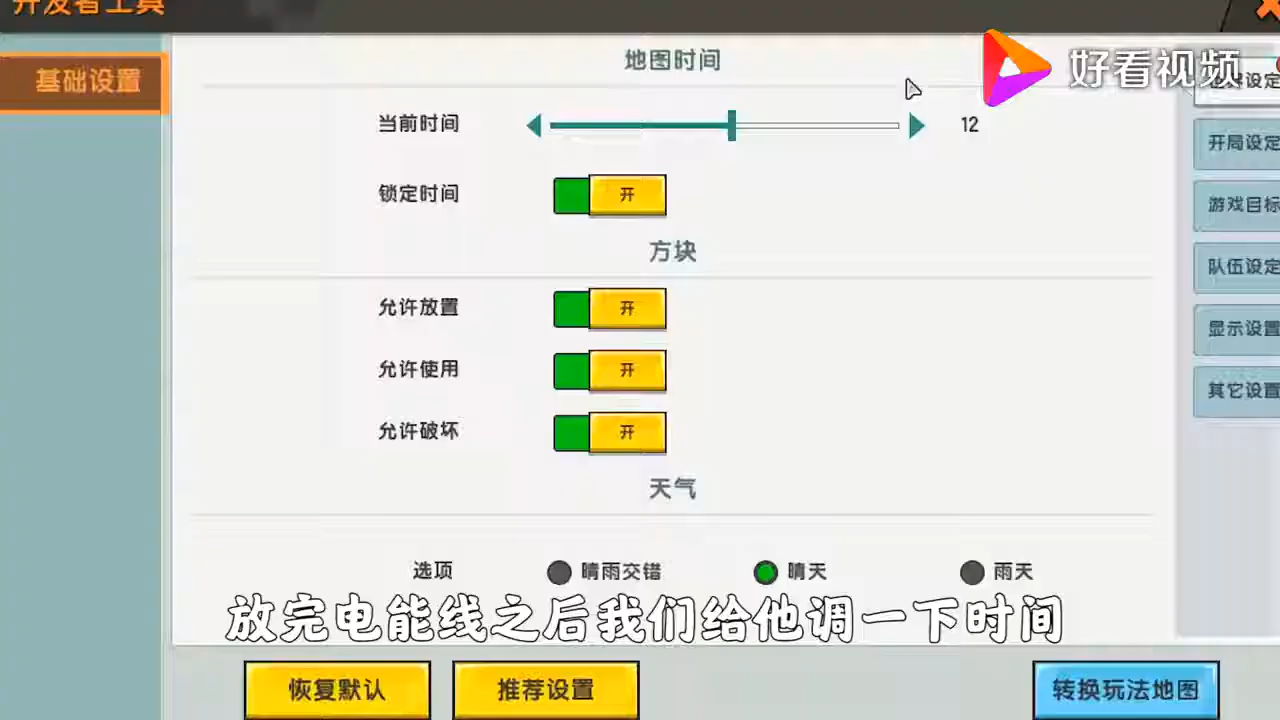 开发者工具
好看视频
基础设置
地图时间
当前时间
12
锁定时间
开
方块
允许放置
开
允许使用
开
允许破坏
开
天气
选项
晴雨交错
晴天
雨天
开局设定
游戏目标
队伍设定
显示设置
其它设置
放完电能线之后我们给他调一下时间
恢复默认
推荐设置
转换玩法地图